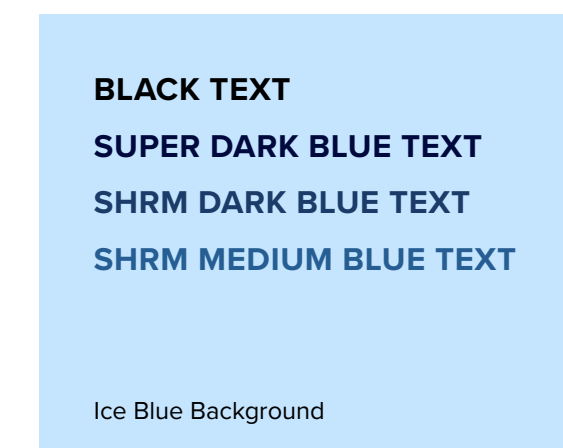 BLACK TEXT
SUPER DARK BLUE TEXT
SHRM DARK BLUE TEXT
SHRM MEDIUM BLUE TEXT
Ice Blue Background